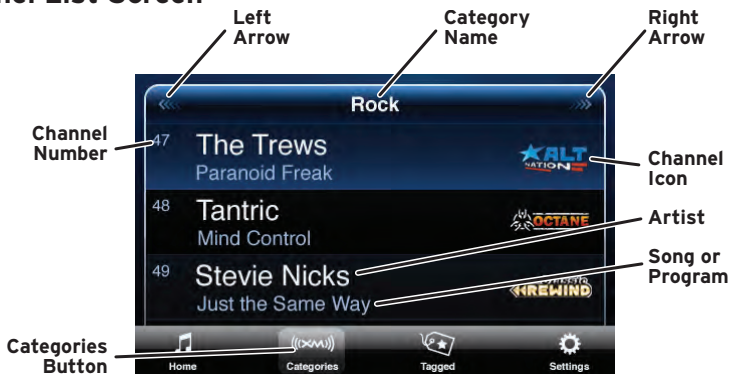 nel List Screen
Left Arrow
Category Name
Right Arrow
Rock
Channel Number
47
The Trews
Paranoid Freak
ALT NATION
Channel Icon
48
Tantric
Mind Control
OCTANE
Artist
49
Stevie Nicks
Just the Same Way
REWIND
Song or Program
Categories Button
Home
((XM))
Categories
Tagged
Settings